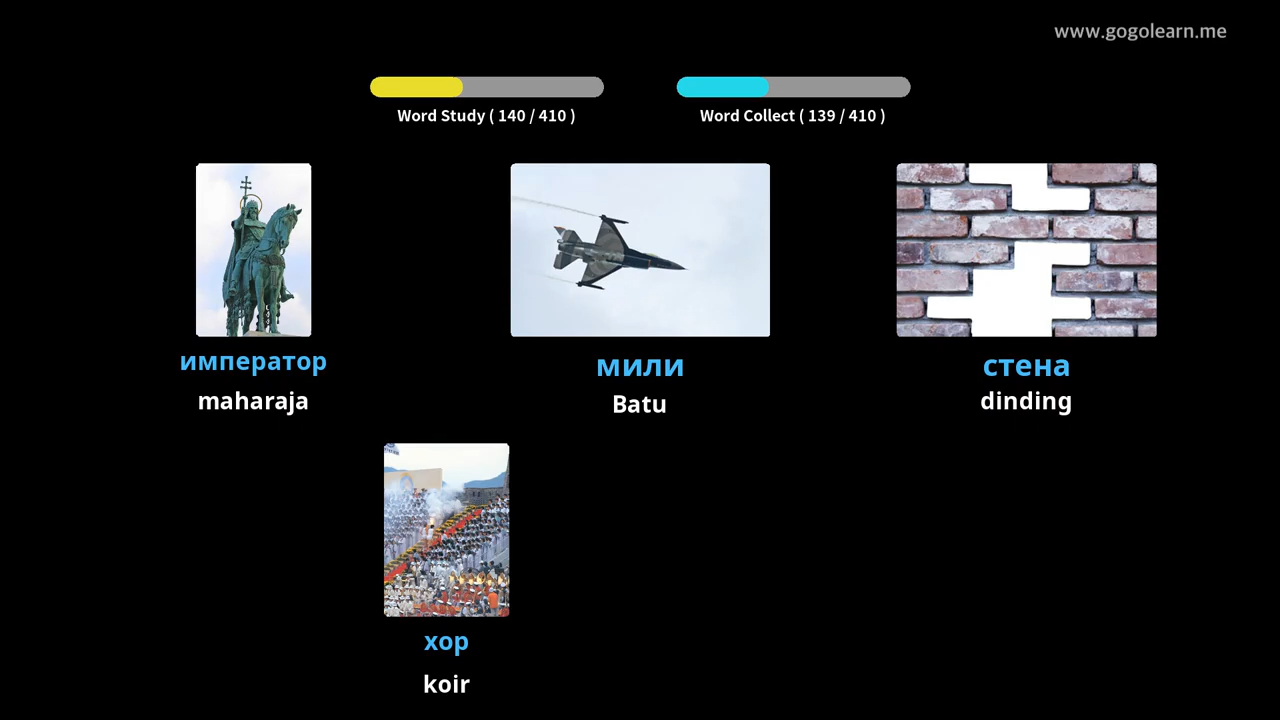 www.gogolearn.me
Word Study ( 140 / 410 )
Word Collect ( 139 / 410 )
император
maharaja
мили
Batu
стена
dinding
хор
koir